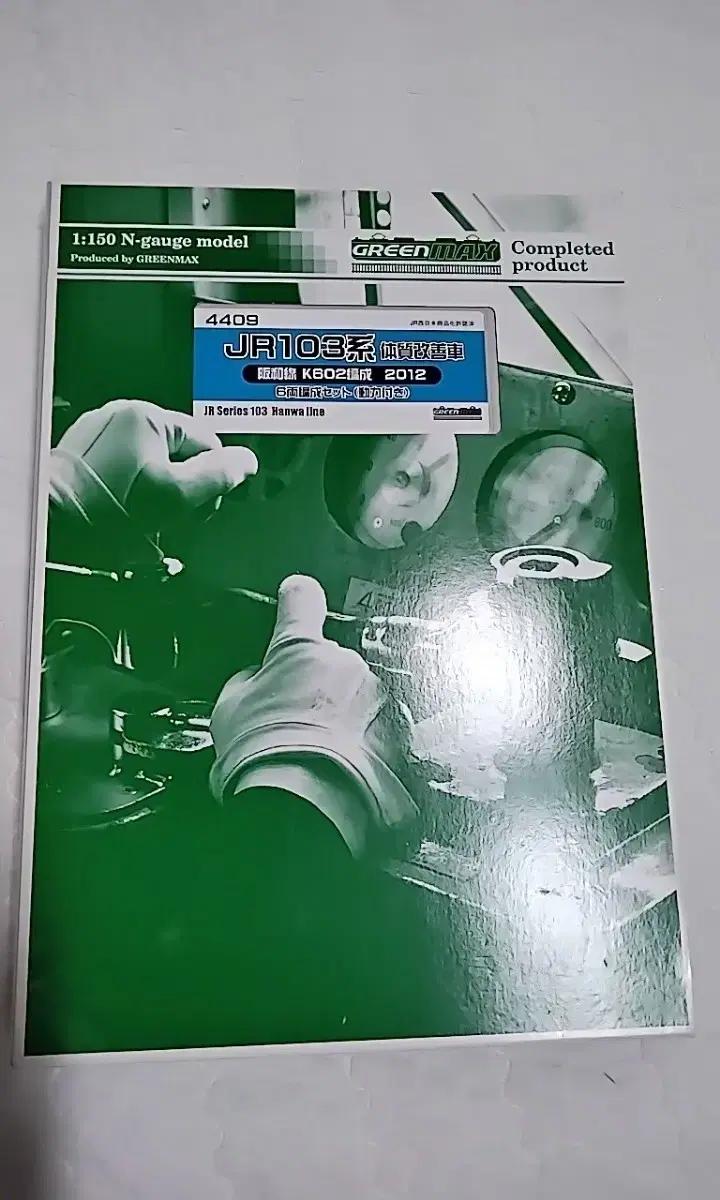 1:150 N-gauge model
Produced by GREENMAX
GREENMAX
Completed
product
4409
JR西日本商品化許諾済
JR103系 体質改善車
阪和線 K602編成 2012
6両編成セット(動力付き)
JR Series 103 Hanwa line
GREENMAX